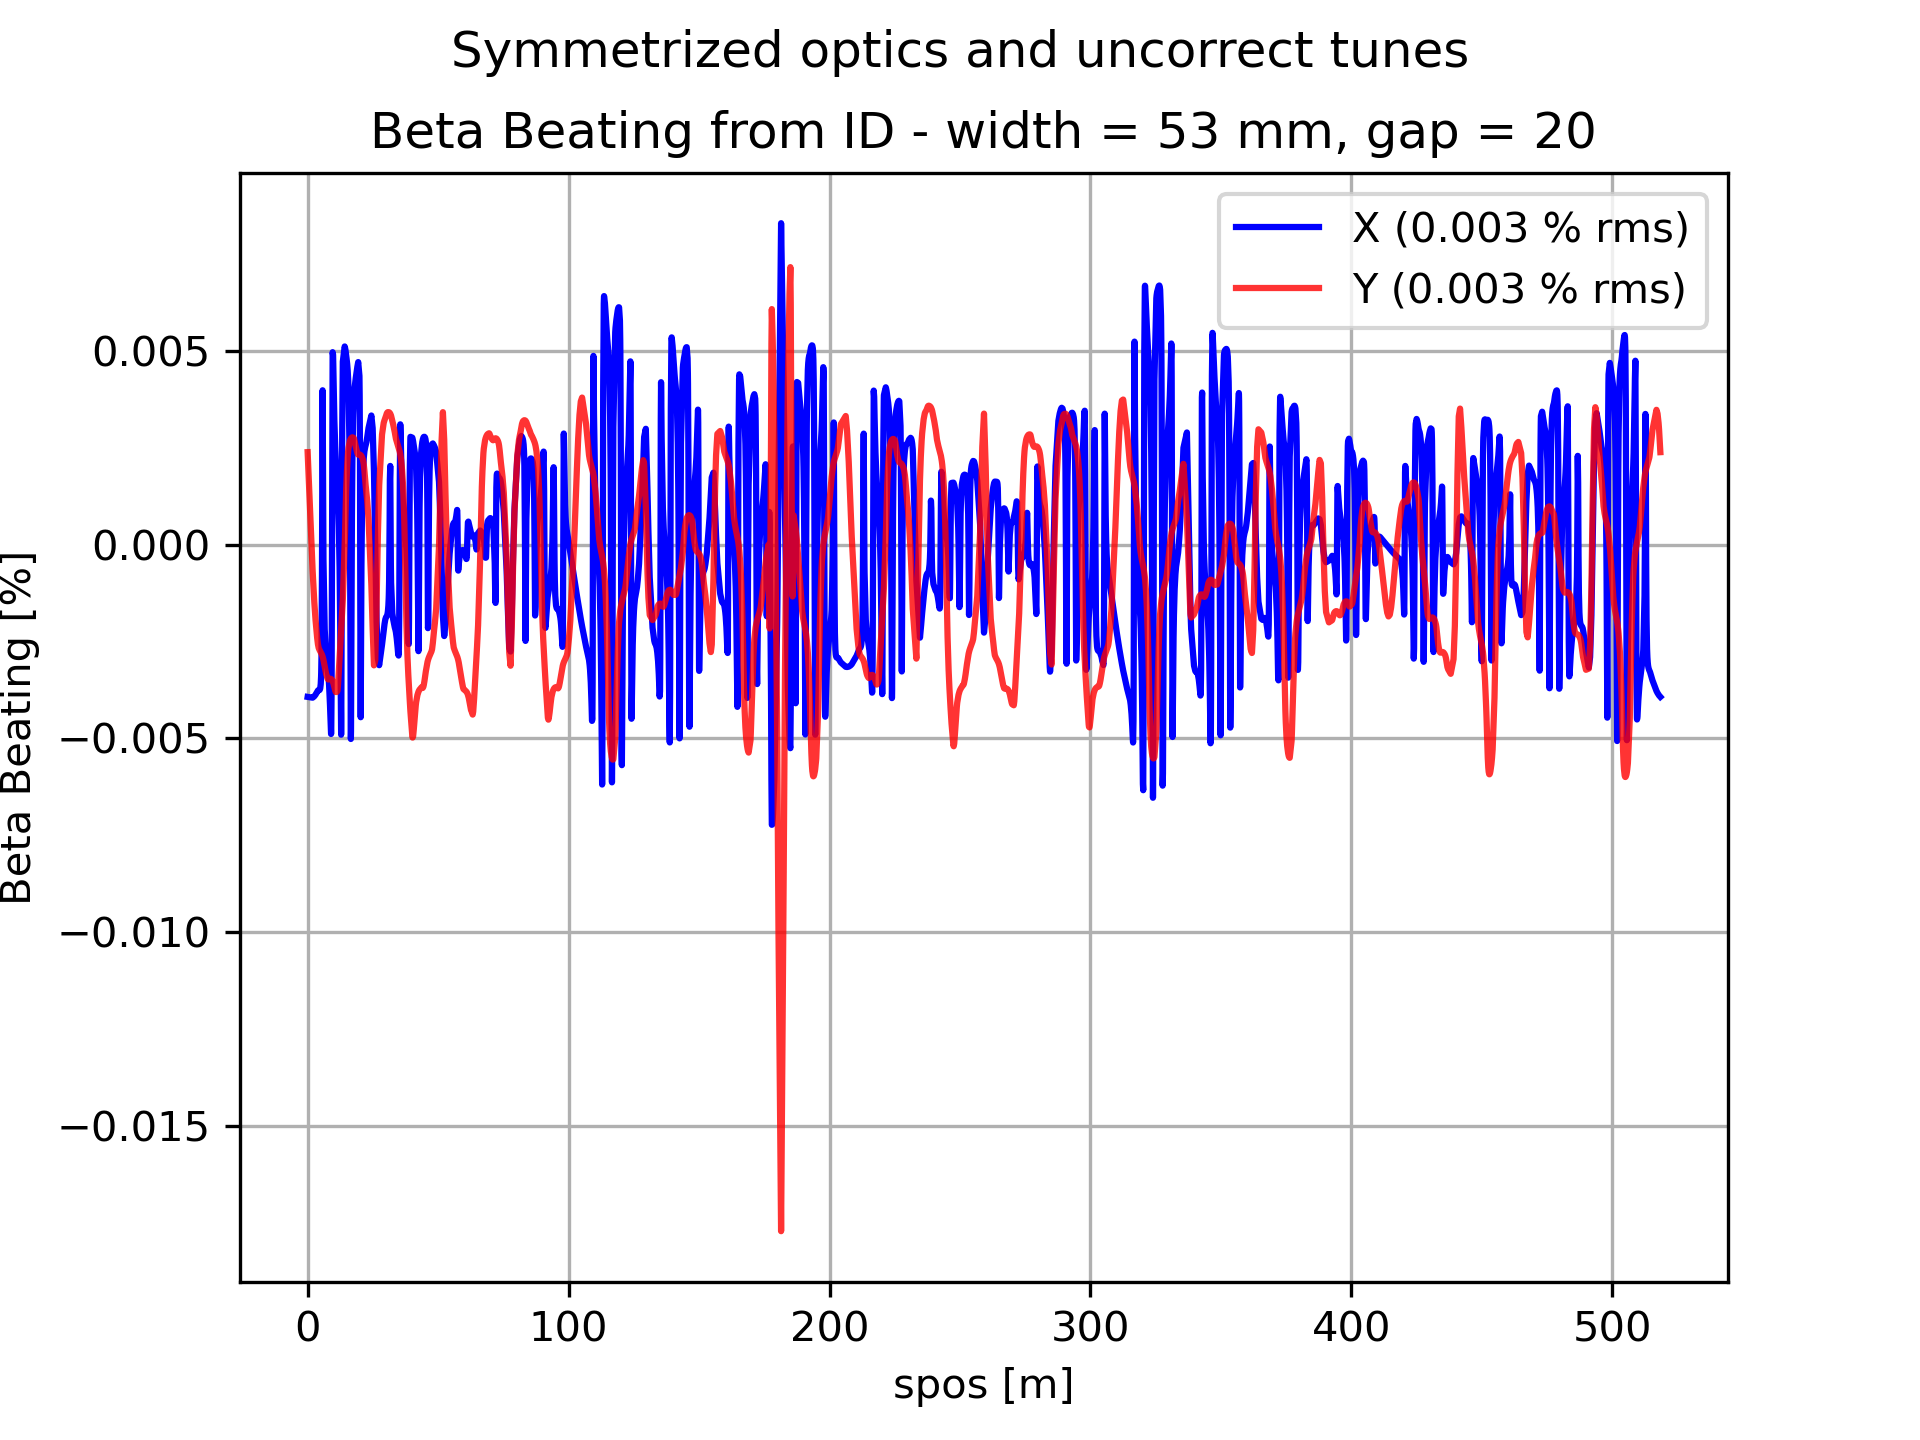 Symmetrized optics and uncorrect tunes
Beta Beating from ID - width = 53 mm, gap = 20
X (0.003 % rms)
Y (0.003 % rms)
Beta Beating [%]
0.005
0.000
−0.005
−0.010
−0.015
0 100 200 300 400 500
spos [m]